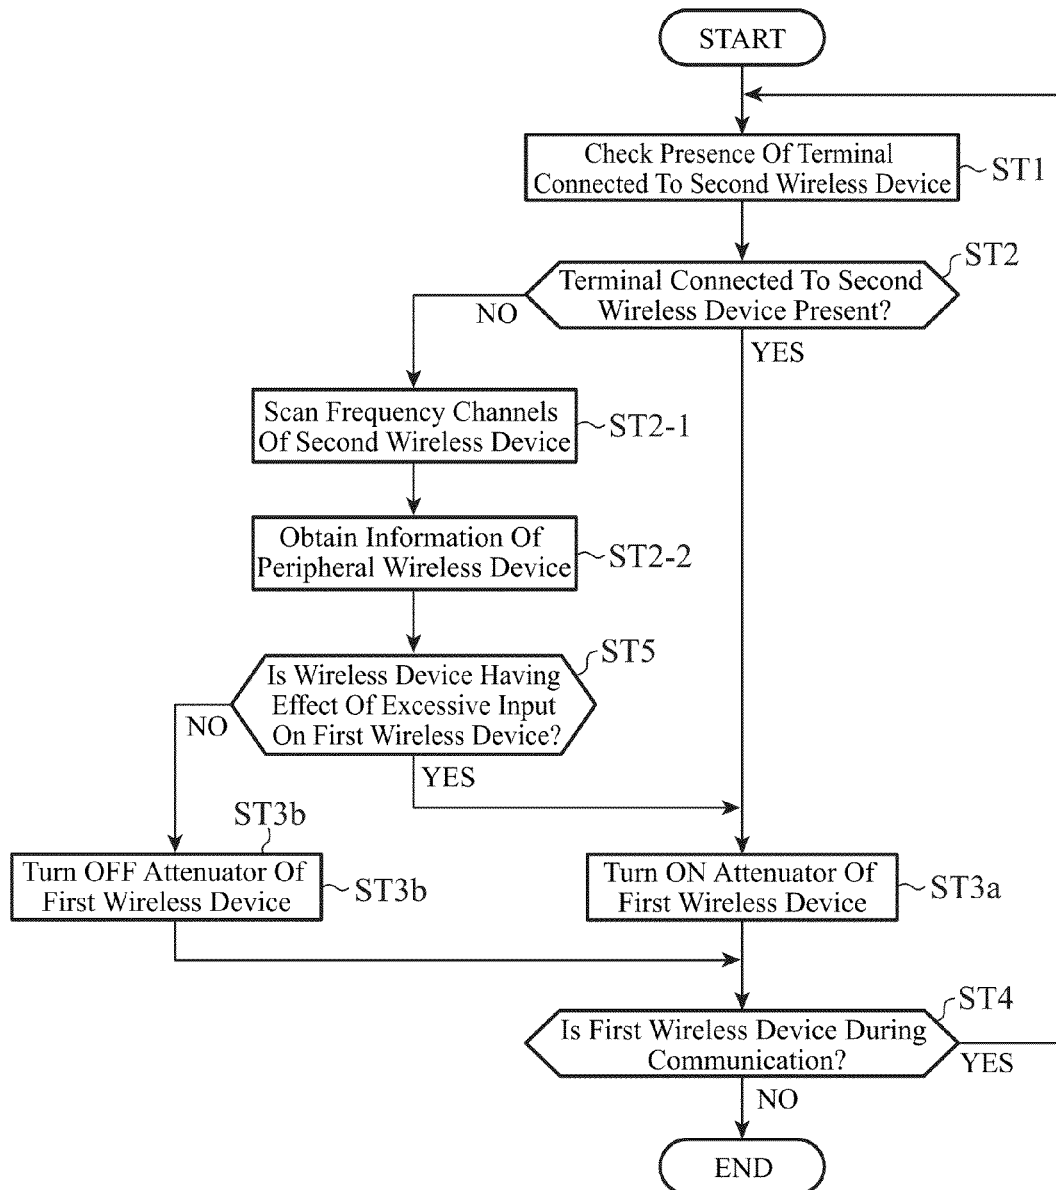 START
Check Presence Of Terminal
Connected To Second Wireless Device
ST1
ST2
Terminal Connected To Second
Wireless Device Present?
NO
YES
Scan Frequency Channels
Of Second Wireless Device
ST2-1
Obtain Information Of
Peripheral Wireless Device
ST2-2
ST5
Is Wireless Device Having
Effect Of Excessive Input
On First Wireless Device?
NO
YES
ST3b
Turn OFF Attenuator Of
First Wireless Device
ST3b
Turn ON Attenuator Of
First Wireless Device
ST3a
ST4
Is First Wireless Device During
Communication?
YES
NO
END